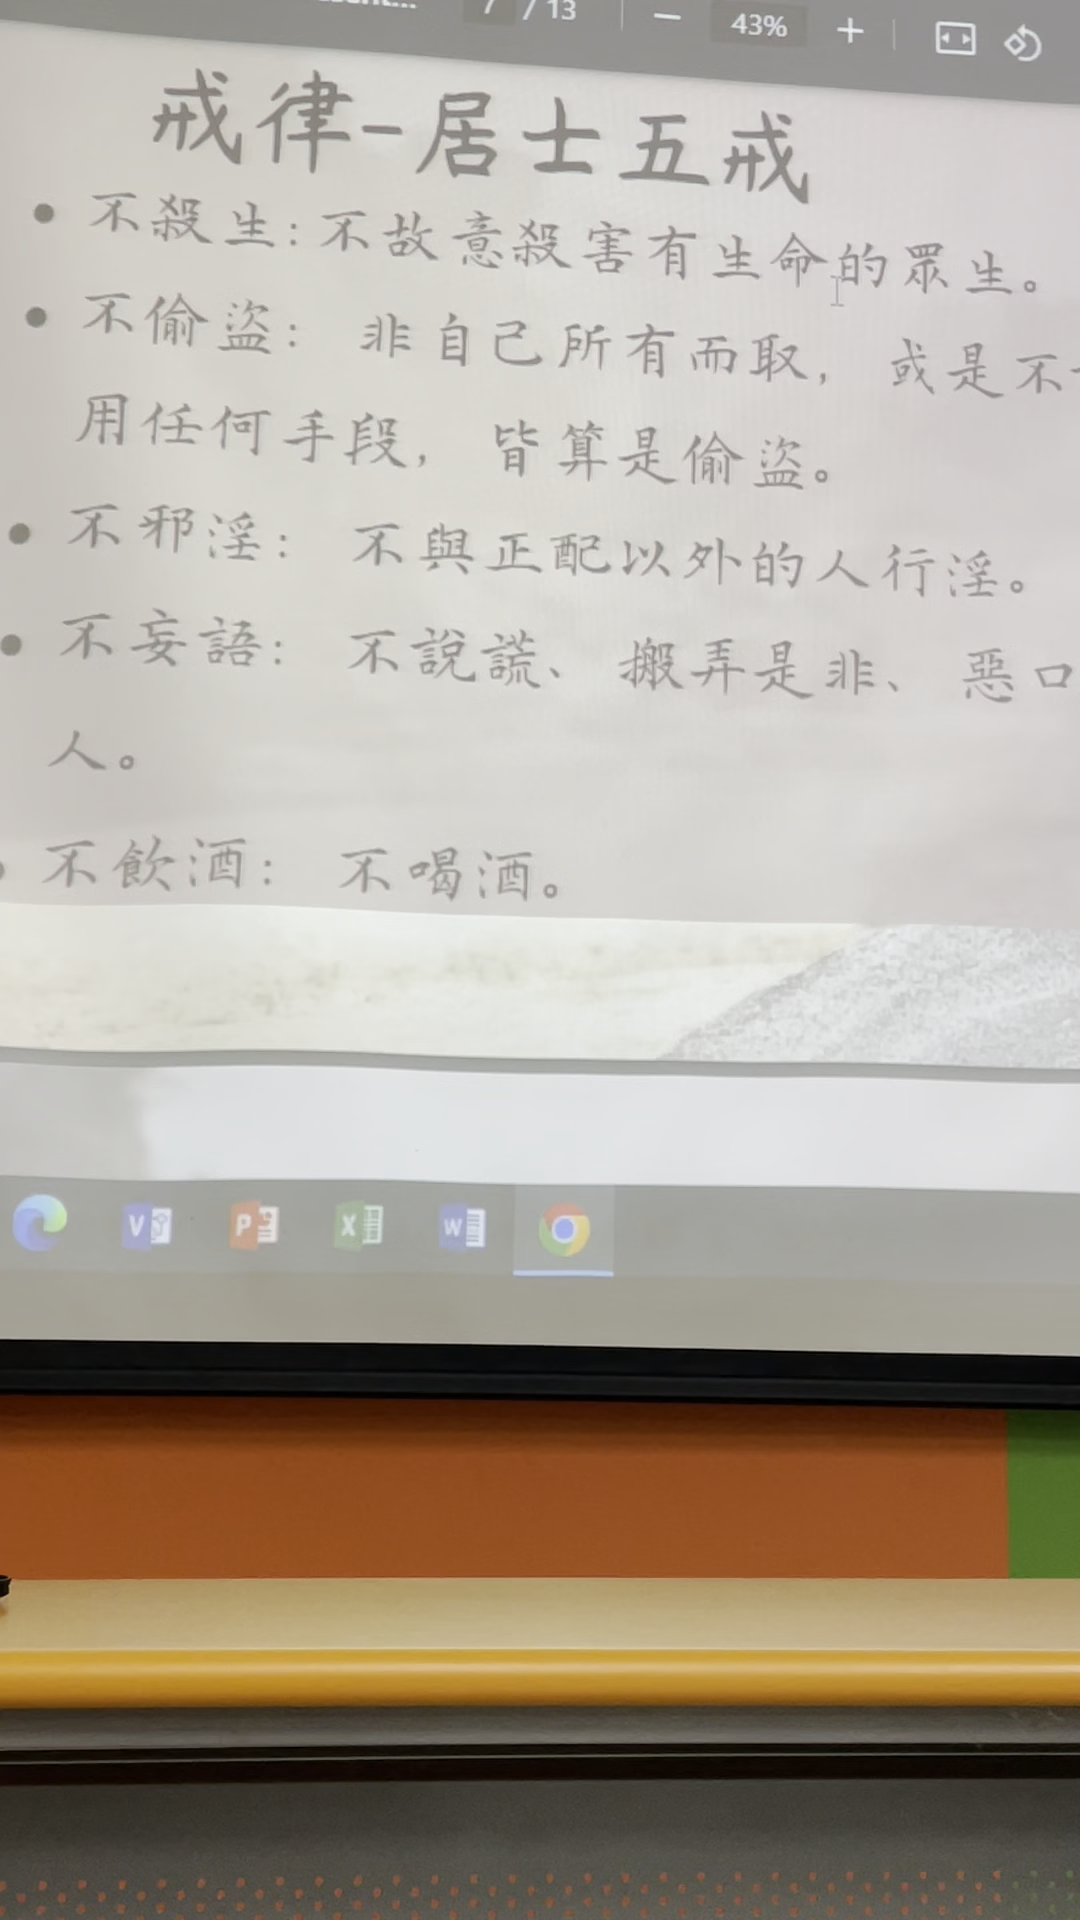 7 / 13 — 43% +
戒律-居士五戒
• 不殺生:不故意殺害有生命的眾生。
• 不偷盜: 非自己所有而取, 或是不
用任何手段, 皆算是偷盜。
• 不邪淫: 不與正配以外的人行淫。
• 不妄語: 不說謊、搬弄是非、惡口
人。
不飲酒: 不喝酒。
V P X W